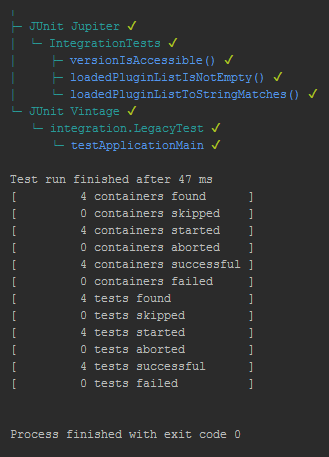 ├─ JUnit Jupiter ✓
│  └─ IntegrationTests ✓
│     ├─ versionIsAccessible() ✓
│     ├─ loadedPluginListIsNotEmpty() ✓
│     └─ loadedPluginListToStringMatches() ✓
└─ JUnit Vintage ✓
   └─ integration.LegacyTest ✓
      └─ testApplicationMain ✓
Test run finished after 47 ms
[         4 containers found      ]
[         0 containers skipped    ]
[         4 containers started    ]
[         0 containers aborted    ]
[         4 containers successful ]
[         0 containers failed     ]
[         4 tests found           ]
[         0 tests skipped         ]
[         4 tests started         ]
[         0 tests aborted         ]
[         4 tests successful      ]
[         0 tests failed          ]
Process finished with exit code 0